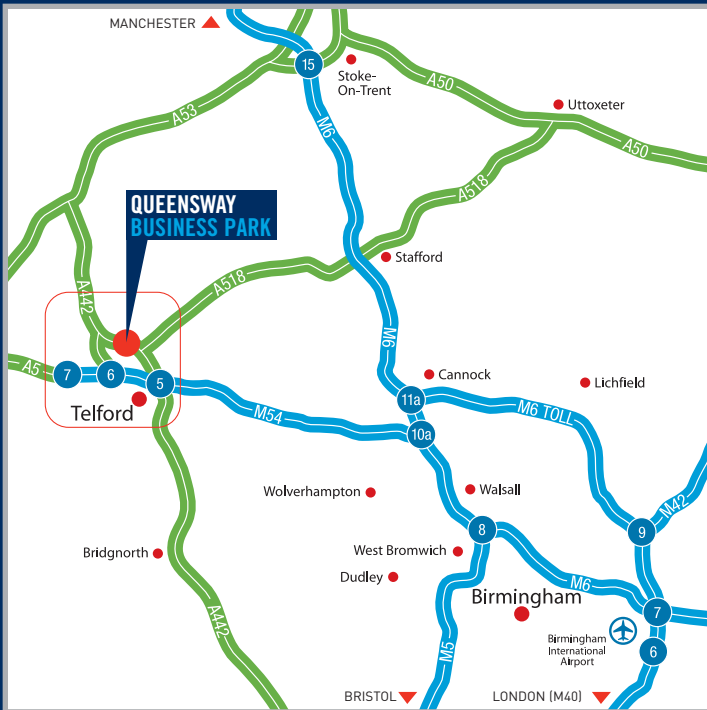 MANCHESTER
15
Stoke-
On-Trent
A50
Uttoxeter
A53
M6
A50
A518
QUEENSWAY
BUSINESS PARK
Stafford
A442
A518
M6
A5
7
6
5
Cannock
Lichfield
11a
Telford
M54
M6 TOLL
10a
Wolverhampton
Walsall
M42
8
9
Bridgnorth
West Bromwich
Dudley
M6
Birmingham
7
A442
M5
Birmingham
International
Airport
6
BRISTOL
LONDON (M40)